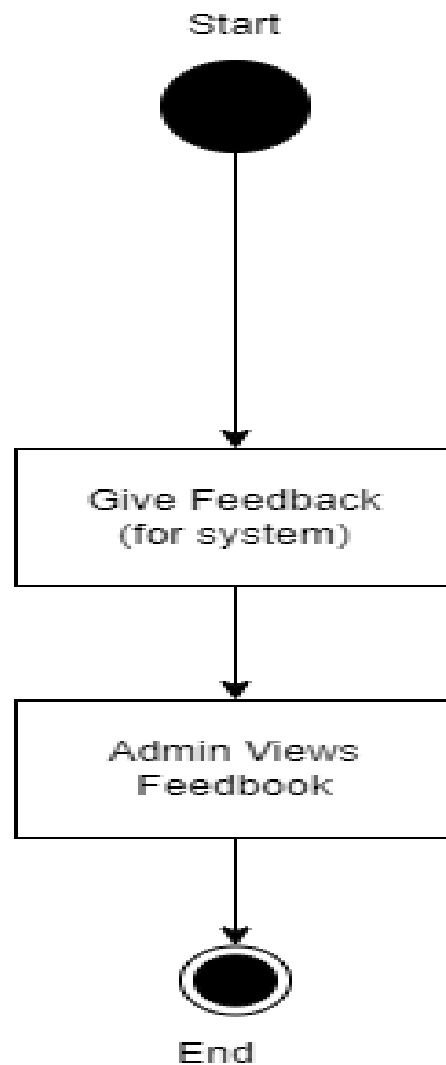 Start
Give Feedback
(for system)
Admin Views
Feedbook
End